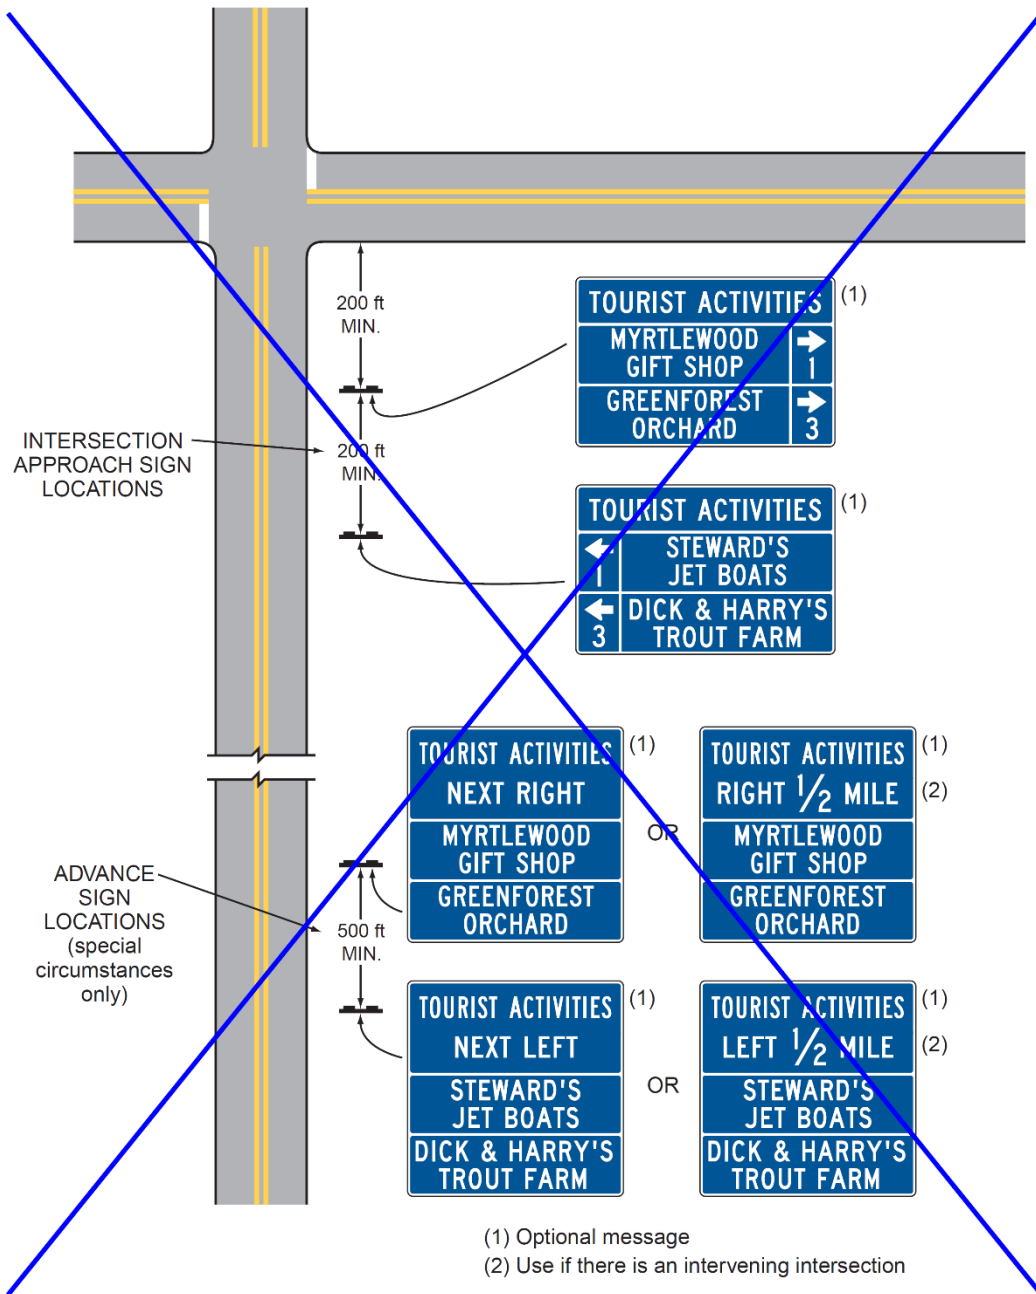 200 ft
MIN.
TOURIST ACTIVITIES
(1)
MYRTLEWOOD
GIFT SHOP
1
GREENFOREST
ORCHARD
3
INTERSECTION
APPROACH SIGN
LOCATIONS
200 ft
MIN.
TOURIST ACTIVITIES
(1)
STEWARD'S
JET BOATS
1
DICK & HARRY'S
TROUT FARM
3
TOURIST ACTIVITIES
(1)
NEXT RIGHT
MYRTLEWOOD
GIFT SHOP
GREENFOREST
ORCHARD
OR
TOURIST ACTIVITIES
(1)
RIGHT 1/2 MILE
(2)
MYRTLEWOOD
GIFT SHOP
GREENFOREST
ORCHARD
ADVANCE
SIGN
LOCATIONS
(special
circumstances
only)
500 ft
MIN.
TOURIST ACTIVITIES
(1)
NEXT LEFT
STEWARD'S
JET BOATS
DICK & HARRY'S
TROUT FARM
OR
TOURIST ACTIVITIES
(1)
LEFT 1/2 MILE
(2)
STEWARD'S
JET BOATS
DICK & HARRY'S
TROUT FARM
(1) Optional message
(2) Use if there is an intervening intersection